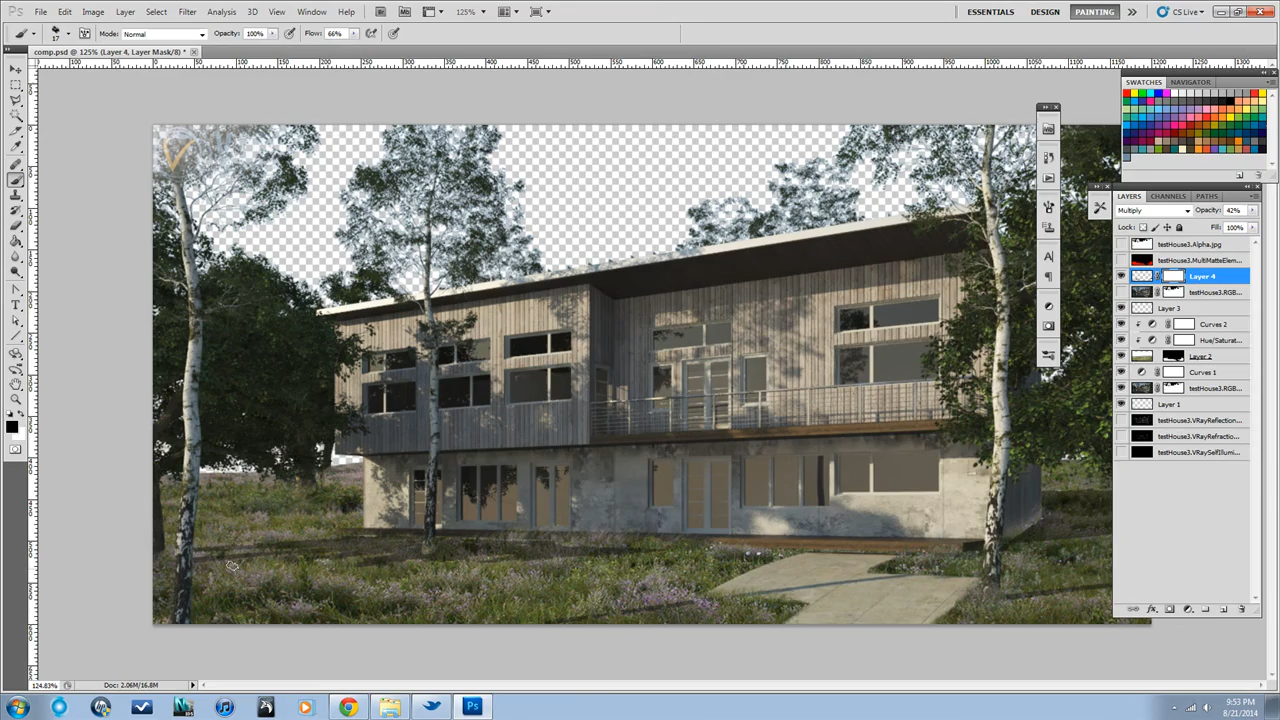 Ps File Edit Image Layer Select Filter Analysis 3D View Window Help Mb 125% ESSENTIALS DESIGN PAINTING CS Live
17 Mode: Normal Opacity: 100% Flow: 66%
comp.psd @ 125% (Layer 4, Layer Mask/8) *
SWATCHES NAVIGATOR
LAYERS CHANNELS PATHS
Multiply Opacity: 42%
Lock: Fill: 100%
testHouse3.Alpha.jpg
testHouse3.MultiMatteElem...
Layer 4
testHouse3.RGB...
Layer 3
Curves 2
Hue/Saturat...
Layer 2
Curves 1
testHouse3.RGB...
Layer 1
testHouse3.VRayReflection...
testHouse3.VRayRefractio...
testHouse3.VRaySelfIllumi...
124.83% Doc: 2.06M/16.8M
Ps
9:53 PM
8/21/2014